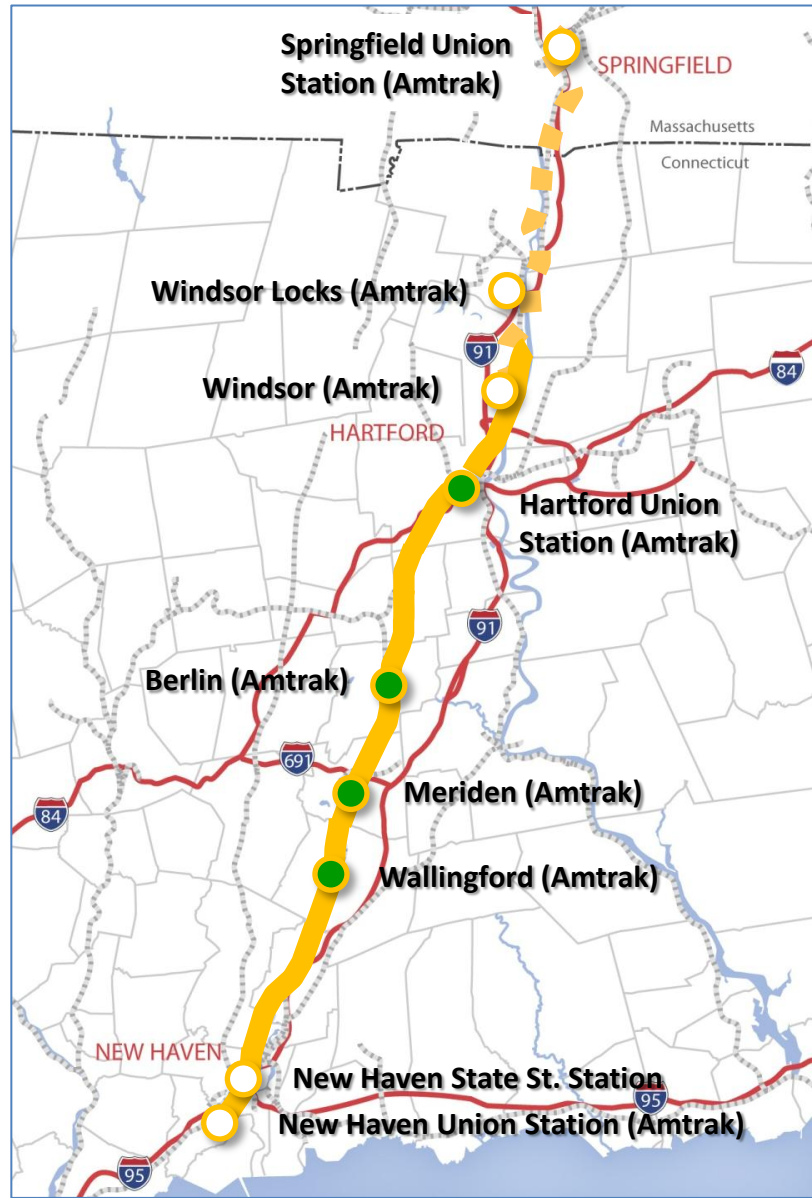 Springfield Union
Station (Amtrak)
SPRINGFIELD
Massachusetts
Connecticut
Windsor Locks (Amtrak)
91
84
Windsor (Amtrak)
HARTFORD
Hartford Union
Station (Amtrak)
91
Berlin (Amtrak)
691
84
Meriden (Amtrak)
Wallingford (Amtrak)
NEW HAVEN
New Haven State St. Station
95
New Haven Union Station (Amtrak)
95